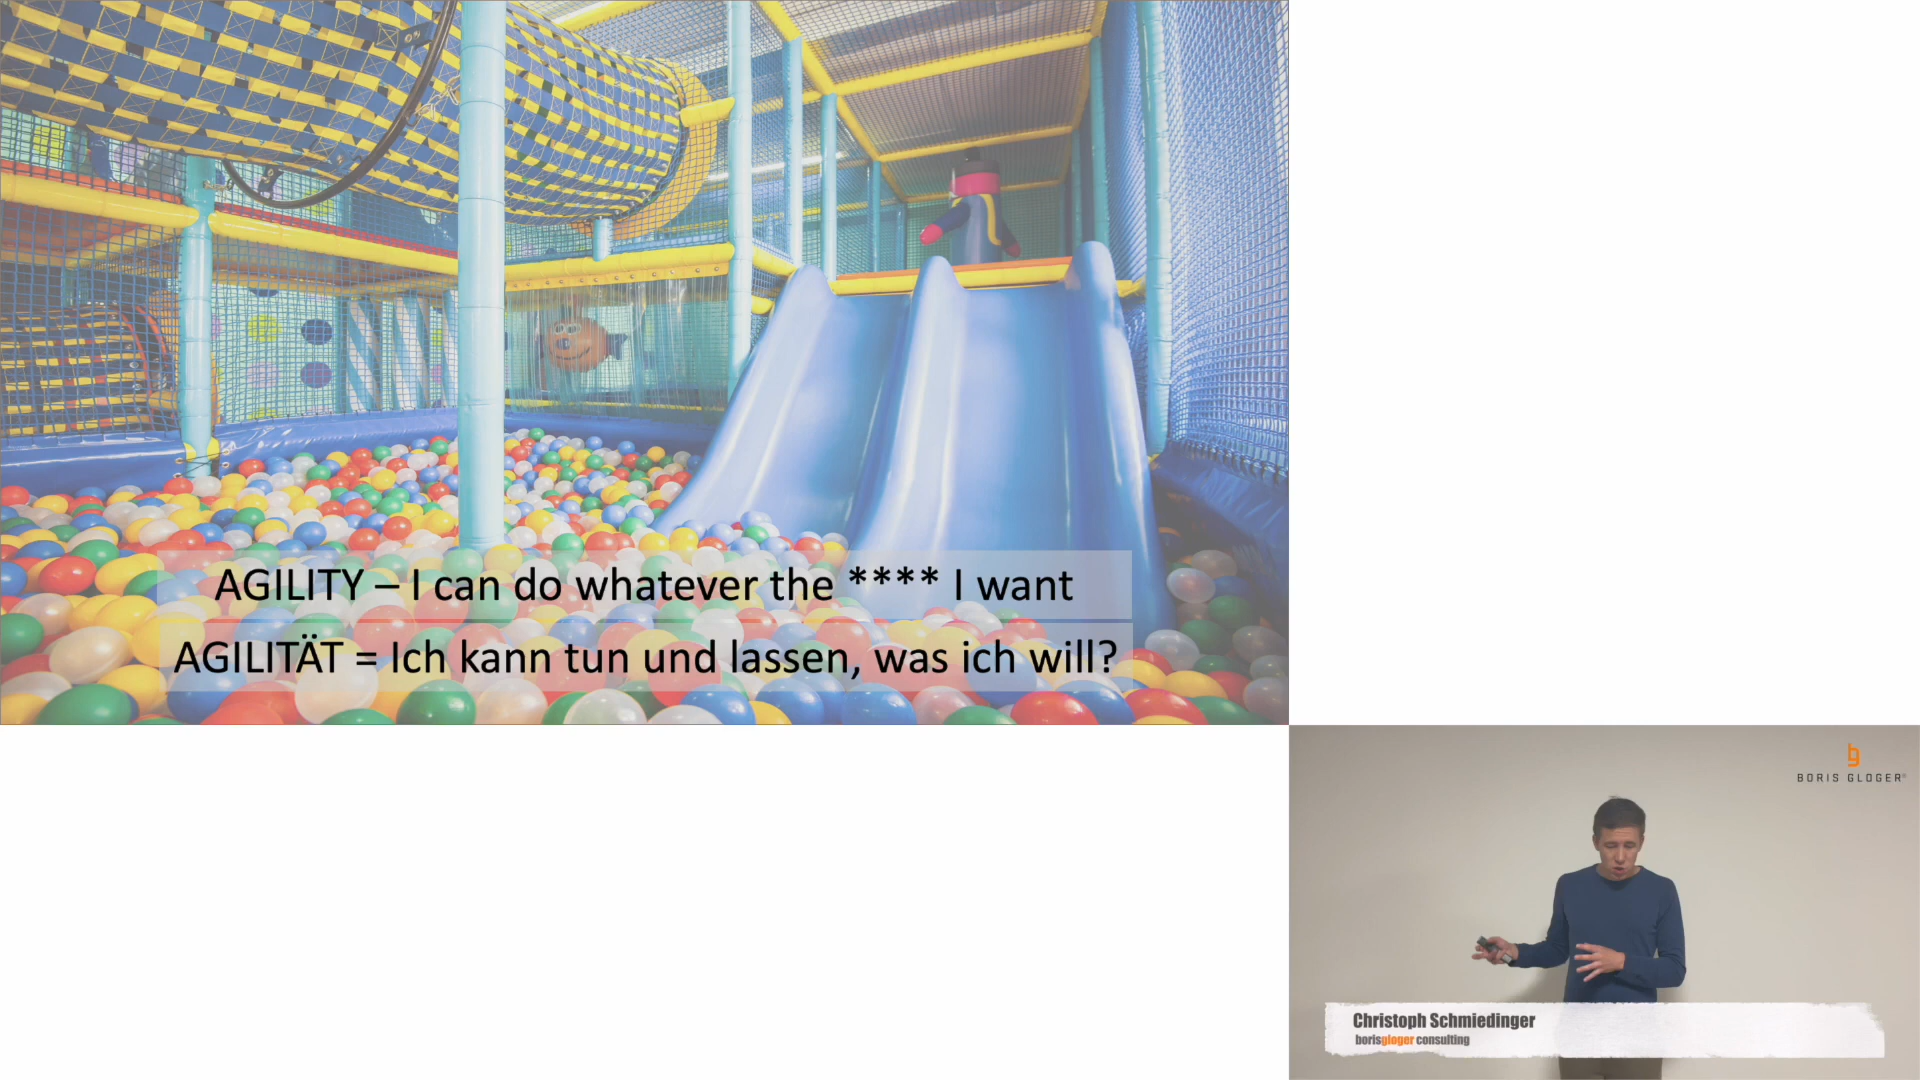 AGILITY – I can do whatever the **** I want
AGILITÄT = Ich kann tun und lassen, was ich will?
BORIS GLOGER®
Christoph Schmiedinger
borisgloger consulting